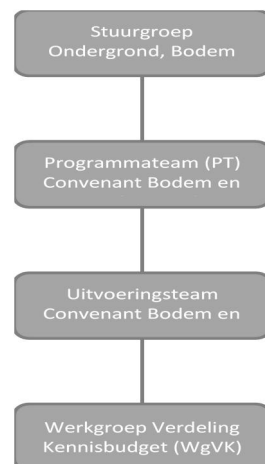 Stuurgroep
Ondergrond, Bodem
Programmateam (PT)
Convenant Bodem en
Uitvoeringsteam
Convenant Bodem en
Werkgroep Verdeling
Kennisbudget (WgVK)